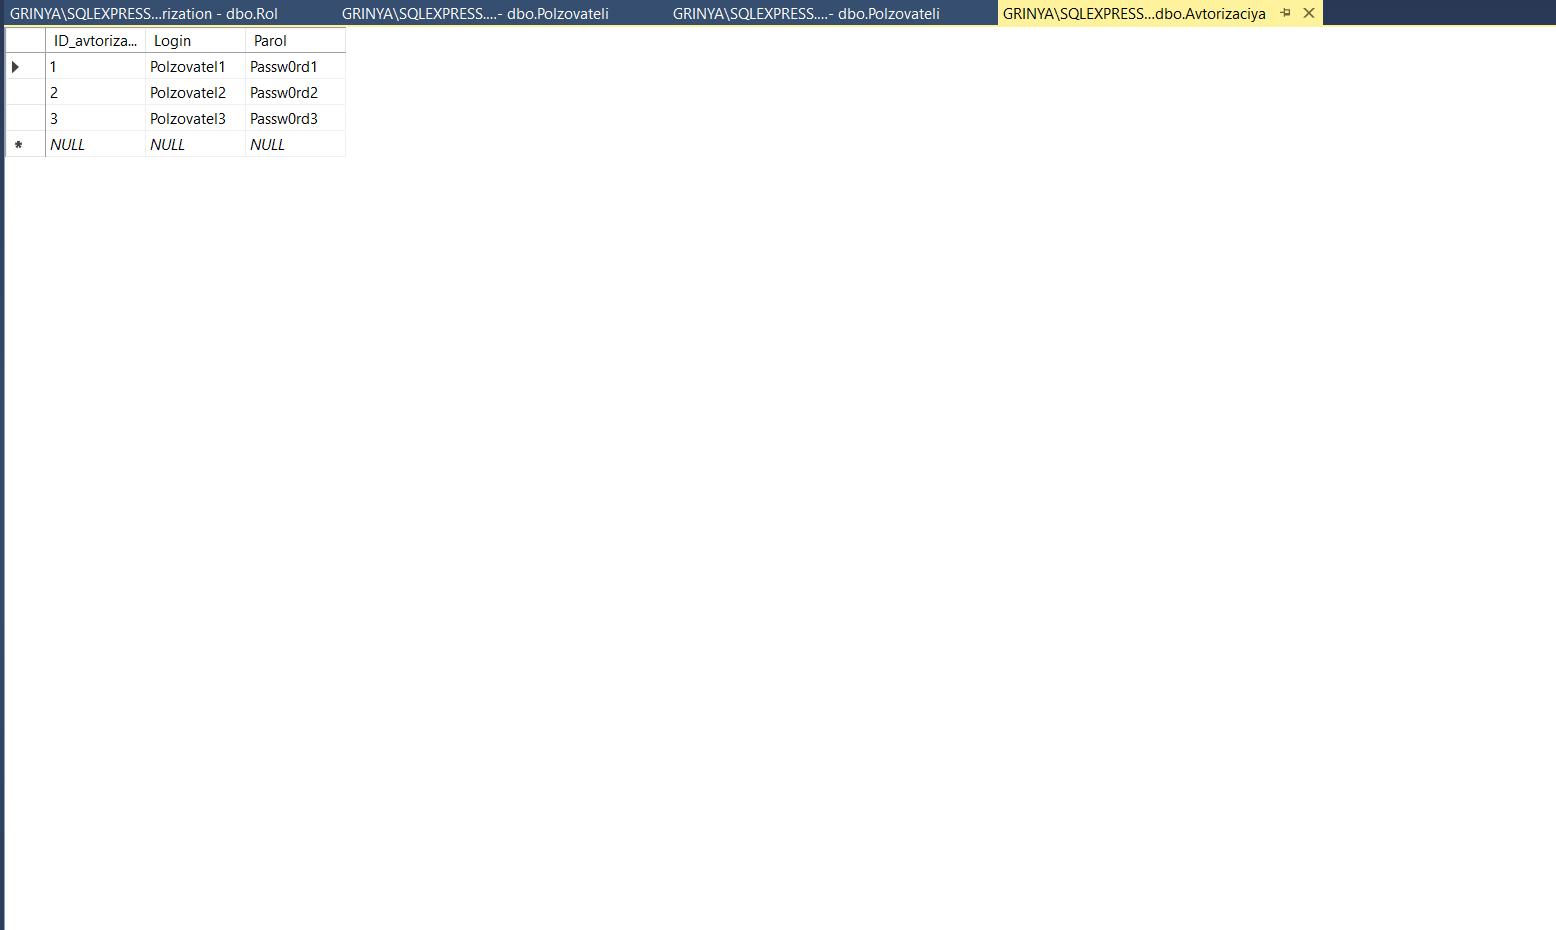 GRINYA\SQLEXPRESS...rization - dbo.Rol GRINYA\SQLEXPRESS....- dbo.Polzovateli GRINYA\SQLEXPRESS....- dbo.Polzovateli GRINYA\SQLEXPRESS...dbo.Avtorizaciya
ID_avtoriza... Login Parol
1 Polzovatel1 Passw0rd1
2 Polzovatel2 Passw0rd2
3 Polzovatel3 Passw0rd3
NULL NULL NULL